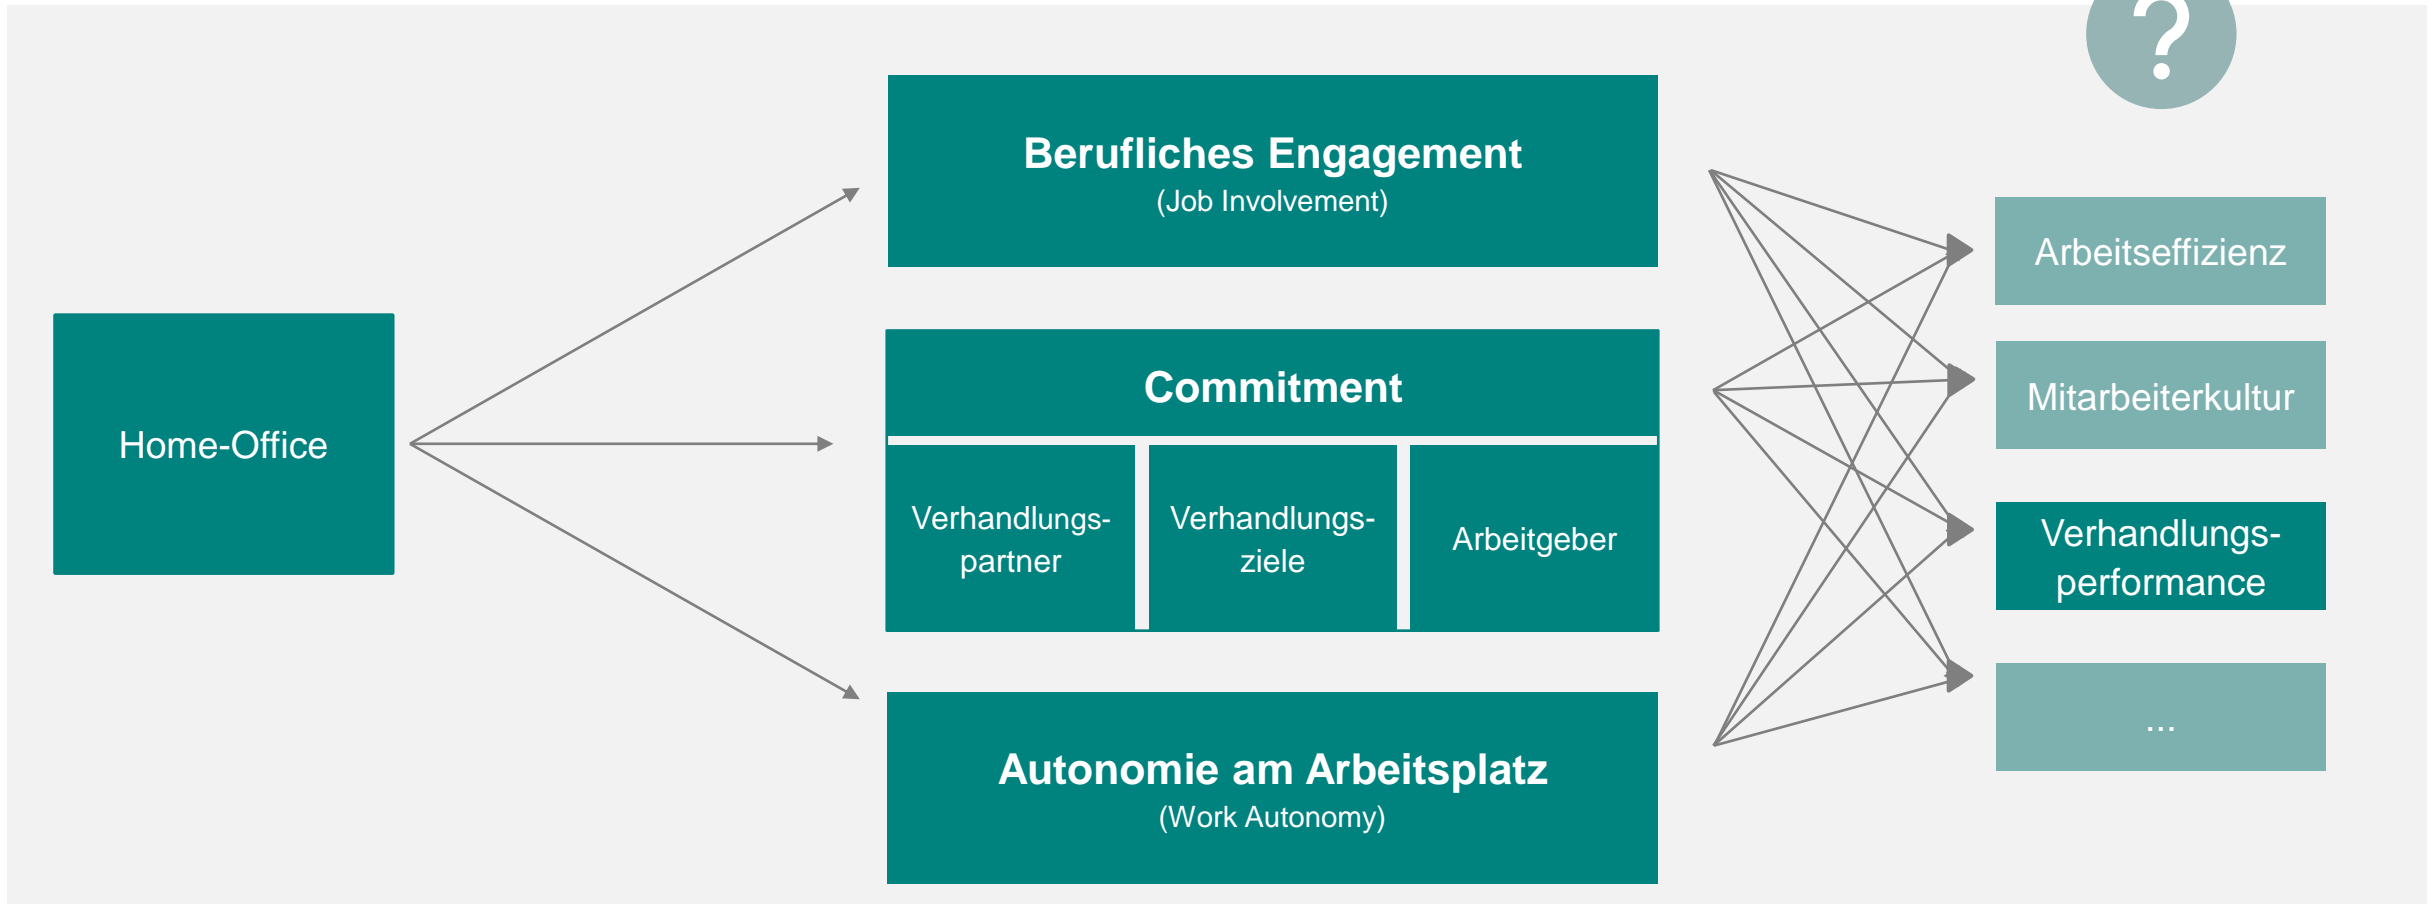 ?
Berufliches Engagement
(Job Involvement)
Home-Office
Commitment
Verhandlungs-
partner
Verhandlungs-
ziele
Arbeitgeber
Autonomie am Arbeitsplatz
(Work Autonomy)
Arbeitseffizienz
Mitarbeiterkultur
Verhandlungs-
performance
...